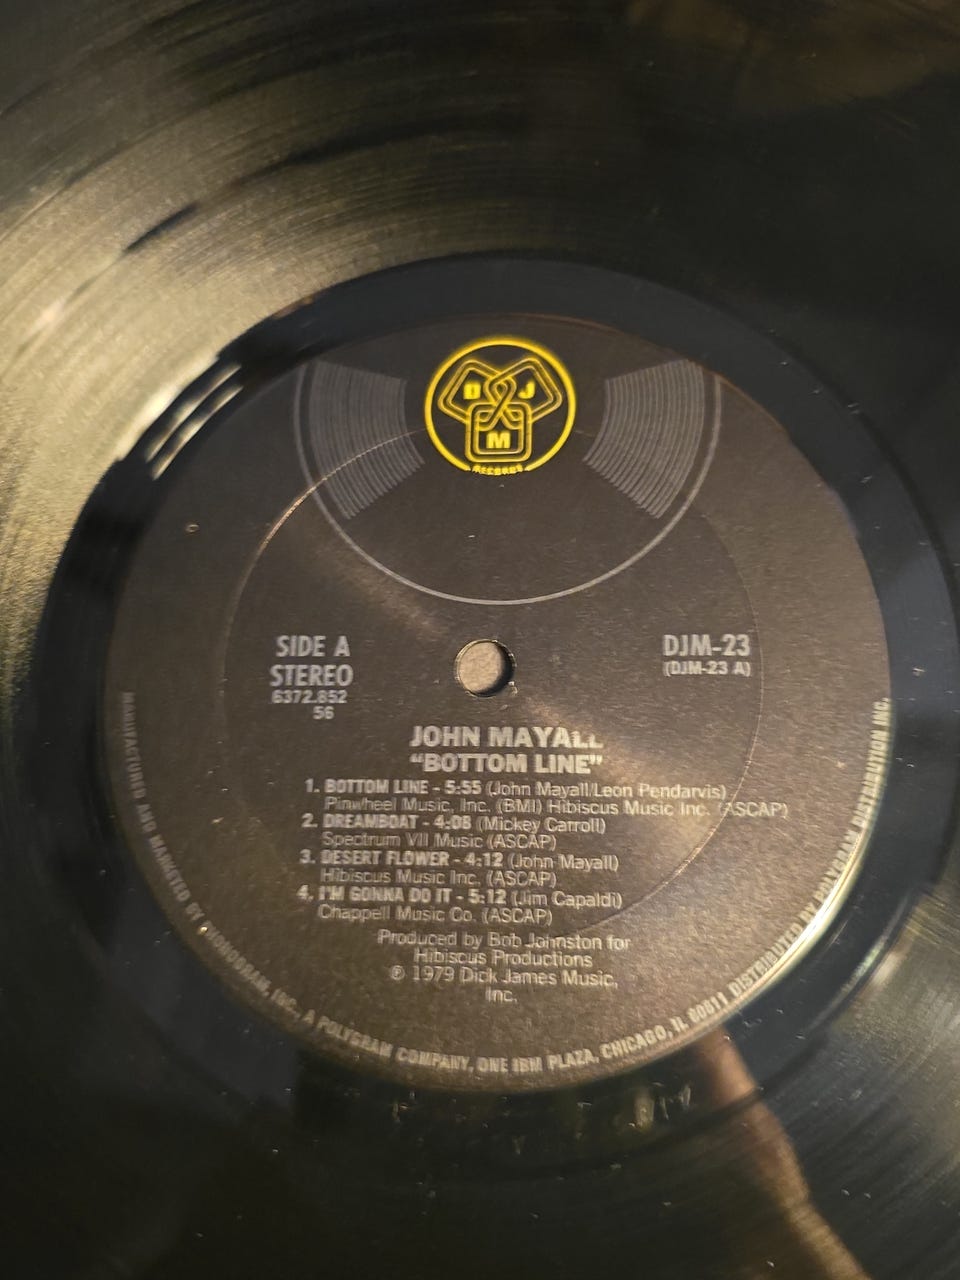 D J
M
RECORDS
SIDE A
STEREO
6372.852
56
DJM-23
(DJM-23 A)
JOHN MAYALL
"BOTTOM LINE"
1. BOTTOM LINE - 5:55 (John Mayall/Leon Pendarvis)
Pinwheel Music, Inc. (BMI) Hibiscus Music Inc. (ASCAP)
2. DREAMBOAT - 4:08 (Mickey Carroll)
Spectrum VII Music (ASCAP)
3. DESERT FLOWER - 4:12 (John Mayall)
Hibiscus Music Inc. (ASCAP)
4. I'M GONNA DO IT - 5:12 (Jim Capaldi)
Chappell Music Co. (ASCAP)
Produced by Bob Johnston for
Hibiscus Productions
℗ 1979 Dick James Music,
Inc.
MANUFACTURED AND MARKETED BY PHONOGRAM, INC., A POLYGRAM COMPANY, ONE IBM PLAZA, CHICAGO, IL 60611 DISTRIBUTED BY POLYGRAM DISTRIBUTION INC.